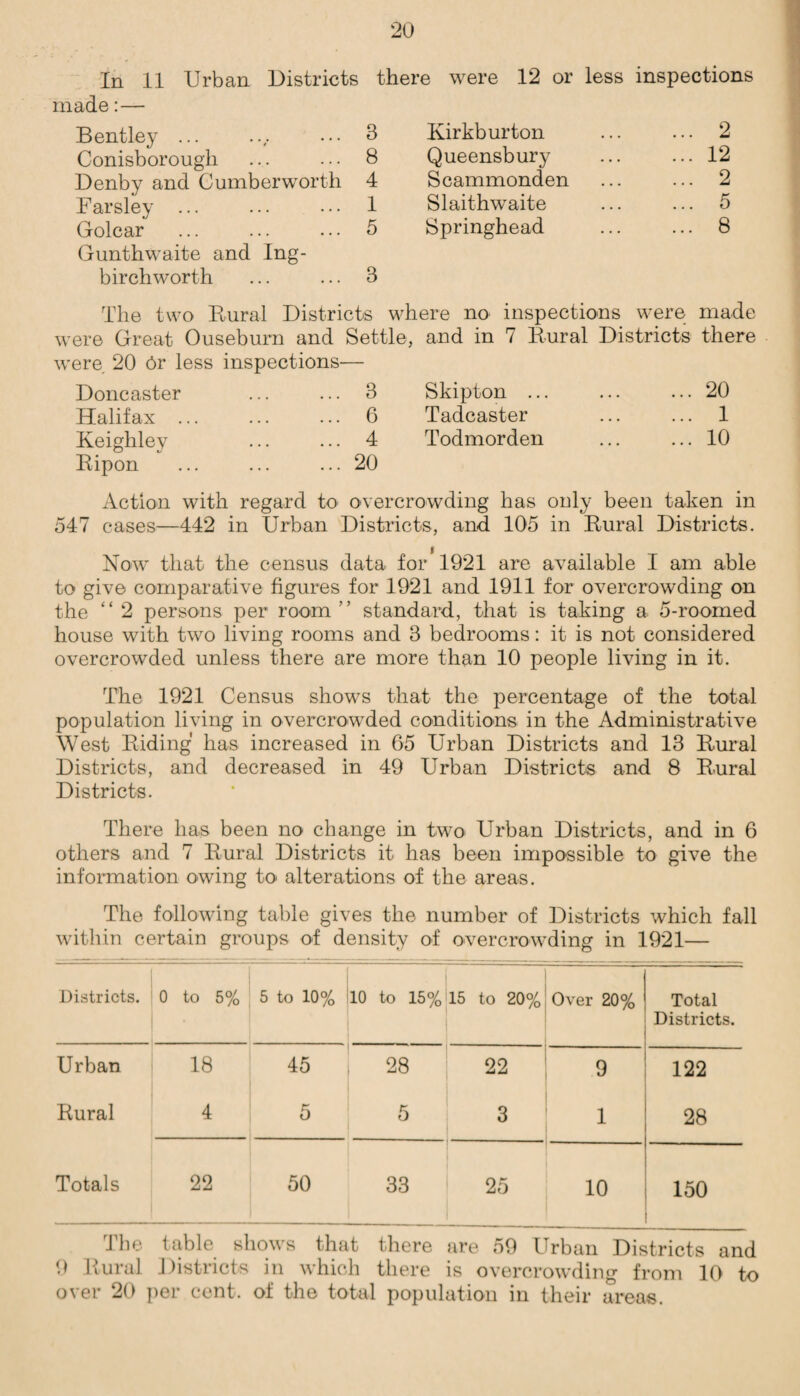 20
In 11 Urban Districts there were 12 or less inspections
made:—
Bentley ... ... ... 3 Kirkburton ... ... 2
Conisborough ... ... 8 Queensbury ... ... 12
Denby and Cumberworth 4 Scammonden ... ... 2
Farsley ... ... ... 1 Slaithwaite ... ... 5
Golcar ... ... ... 5 Springhead ... ... 8
Gunthwaite and Ing-
birchworth ... ... 3
The two Rural Districts where no inspections were made
were Great Ouseburn and Settle, and in 7 Rural Districts there
were 20 or less inspections—
Doncaster ... ... 3 Skipton ... ... ... 20
Halifax ... ... ... 6 Tadcaster ... ... 1
Keighley ... ... 4 Todmorden ... ... 10
Ripon ... ... ... 20
Action with regard to overcrowding has only been taken in
547 cases—442 in Urban Districts, and 105 in Rural Districts.
Now that the census data for 1921 are available I am able
to give comparative figures for 1921 and 1911 for overcrowding on
the “2 persons per room” standard, that is taking a 5-roomed
house with two living rooms and 3 bedrooms: it is not considered
overcrowded unless there are more than 10 people living in it.
The 1921 Census shows that the percentage of the total
population living in overcrowded conditions in the Administrative
West Riding has increased in 65 Urban Districts and 13 Rural
Districts, and decreased in 49 Urban Districts and 8 Rural
Districts.
There has been no change in two Urban Districts, and in 6
others and 7 Rural Districts it has been impossible to give the
information owing to alterations of the areas.
The following table gives the number of Districts which fall
within certain groups of density of overcrowding in 1921—
Districts. 0 to 5% 5 to 10% 10 to 15% 15 to 20% Over 20% Total
Districts.
Urban 18 45 28 22 9 122
Rural 4 5 5 3 1 28
Totals 22 50 33 25 10 150
The table shows that there are 59 Urban Districts and
9 Rural Districts in which there is overcrowding from 10 to
over 20 per cent. of the total population in their areas.